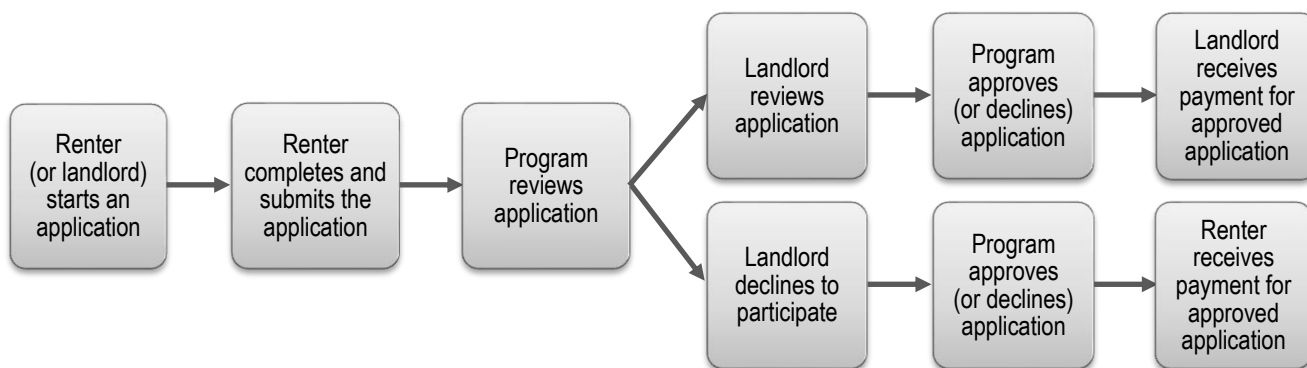 Renter
(or landlord)
starts an
application
Renter
completes and
submits the
application
Program
reviews
application
Landlord
reviews
application
Program
approves
(or declines)
application
Landlord
receives
payment for
approved
application
Landlord
declines to
participate
Program
approves
(or declines)
application
Renter
receives
payment for
approved
application